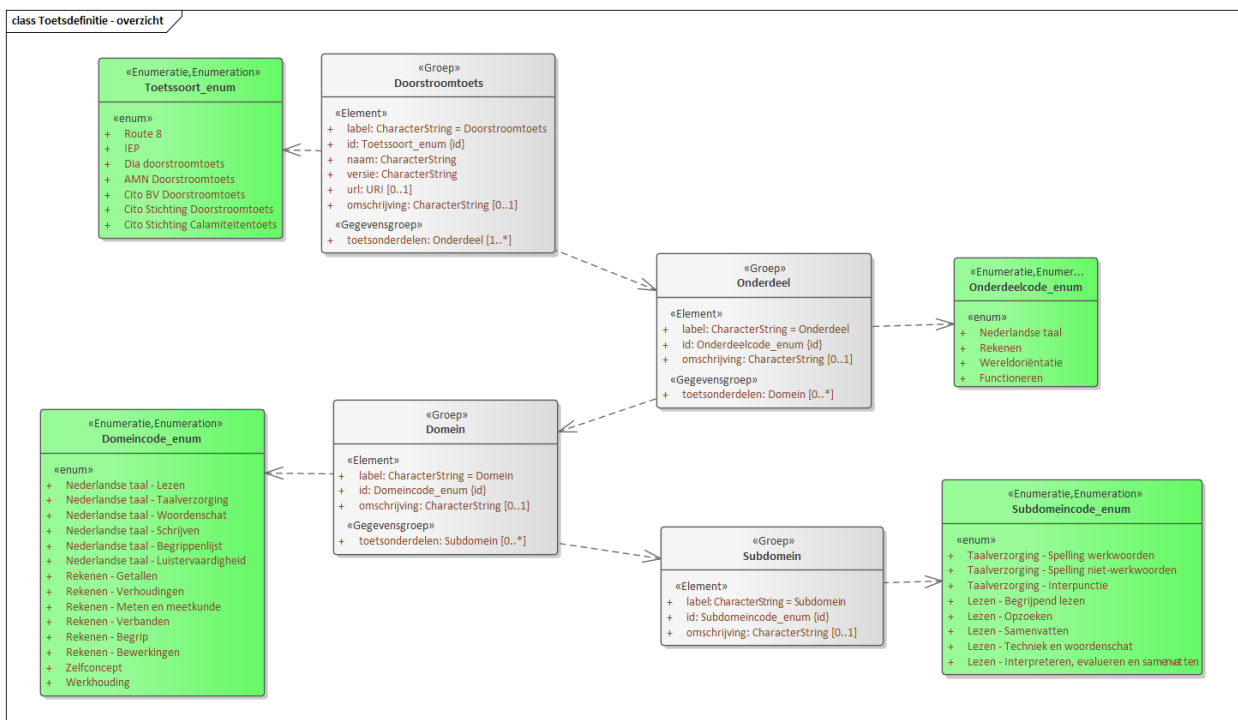 class Toetsdefinitie - overzicht
«Enumeratie,Enumeration»
Toetssoort_enum
«enum»
+ Route 8
+ IEP
+ Dia doorstroomtoets
+ AMN Doorstroomtoets
+ Cito BV Doorstroomtoets
+ Cito Stichting Doorstroomtoets
+ Cito Stichting Calamiteitentoets
«Groep»
Doorstroomtoets
«Element»
+ label: CharacterString = Doorstroomtoets
+ id: Toetssoort_enum {id}
+ naam: CharacterString
+ versie: CharacterString
+ url: URI [0..1]
+ omschrijving: CharacterString [0..1]
«Gegevensgroep»
+ toetsonderdelen: Onderdeel [1..*]
«Groep»
Onderdeel
«Element»
+ label: CharacterString = Onderdeel
+ id: Onderdeelcode_enum {id}
+ omschrijving: CharacterString [0..1]
«Gegevensgroep»
+ toetsonderdelen: Domein [0..*]
«Enumeratie,Enumer...
Onderdeelcode_enum
«enum»
+ Nederlandse taal
+ Rekenen
+ Wereldoriëntatie
+ Functioneren
«Enumeratie,Enumeration»
Domeincode_enum
«enum»
+ Nederlandse taal - Lezen
+ Nederlandse taal - Taalverzorging
+ Nederlandse taal - Woordenschat
+ Nederlandse taal - Schrijven
+ Nederlandse taal - Begrippenlijst
+ Nederlandse taal - Luistervaardigheid
+ Rekenen - Getallen
+ Rekenen - Verhoudingen
+ Rekenen - Meten en meetkunde
+ Rekenen - Verbanden
+ Rekenen - Begrip
+ Rekenen - Bewerkingen
+ Zelfconcept
+ Werkhouding
«Groep»
Domein
«Element»
+ label: CharacterString = Domein
+ id: Domeincode_enum {id}
+ omschrijving: CharacterString [0..1]
«Gegevensgroep»
+ toetsonderdelen: Subdomein [0..*]
«Groep»
Subdomein
«Element»
+ label: CharacterString = Subdomein
+ id: Subdomeincode_enum {id}
+ omschrijving: CharacterString [0..1]
«Enumeratie,Enumeration»
Subdomeincode_enum
«enum»
+ Taalverzorging - Spelling werkwoorden
+ Taalverzorging - Spelling niet-werkwoorden
+ Taalverzorging - Interpunctie
+ Lezen - Begrijpend lezen
+ Lezen - Opzoeken
+ Lezen - Samenvatten
+ Lezen - Techniek en woordenschat
+ Lezen - Interpreteren, evalueren en samenvatten